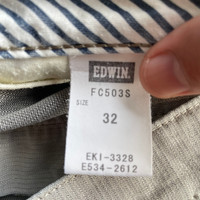 EDWIN.
FC503S
SIZE
32
EKI-3328
E534-2612